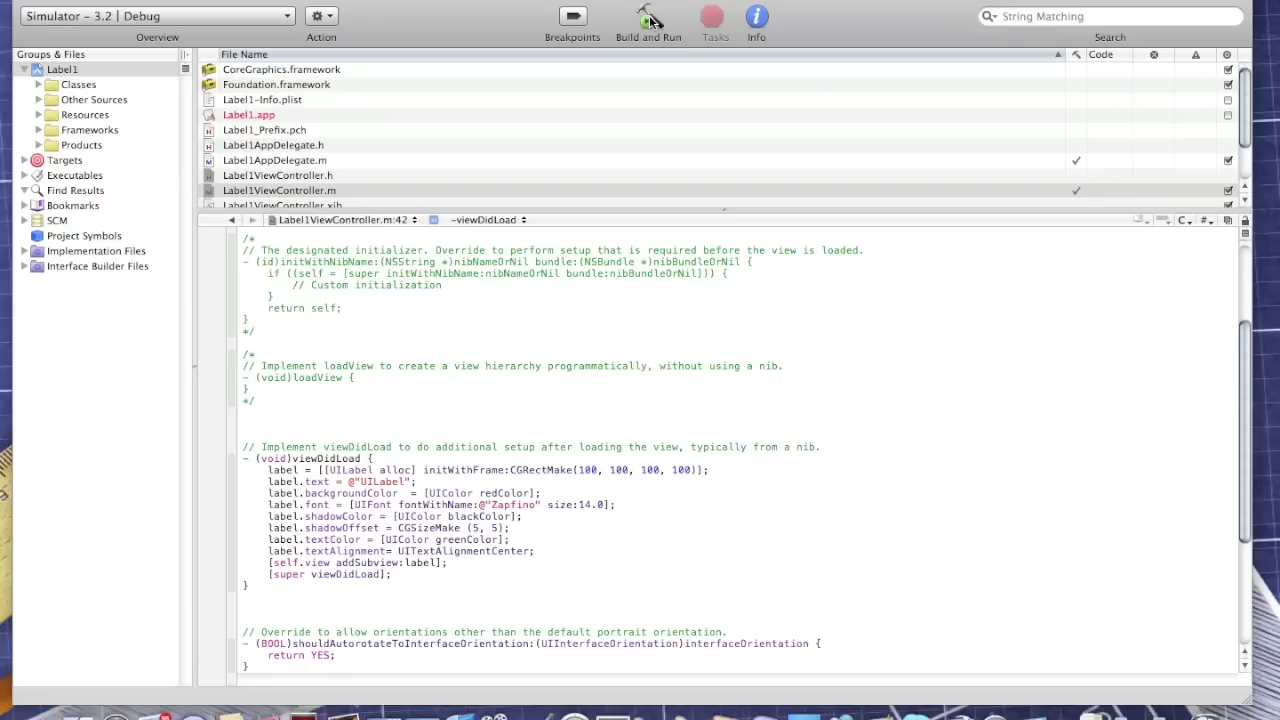 Simulator - 3.2 | Debug
String Matching
Overview
Action
Breakpoints
Build and Run
Tasks
Info
Search
Groups & Files
File Name
Code
Label1
Classes
Other Sources
Resources
Frameworks
Products
Targets
Executables
Find Results
Bookmarks
SCM
Project Symbols
Implementation Files
Interface Builder Files
CoreGraphics.framework
Foundation.framework
Label1-Info.plist
Label1.app
Label1_Prefix.pch
Label1AppDelegate.h
Label1AppDelegate.m
Label1ViewController.h
Label1ViewController.m
Label1ViewController.xib
Label1ViewController.m:42
-viewDidLoad
C
#
/*
// The designated initializer. Override to perform setup that is required before the view is loaded.
- (id)initWithNibName:(NSString *)nibNameOrNil bundle:(NSBundle *)nibBundleOrNil {
if ((self = [super initWithNibName:nibNameOrNil bundle:nibBundleOrNil])) {
// Custom initialization
}
return self;
}
*/
/*
// Implement loadView to create a view hierarchy programmatically, without using a nib.
- (void)loadView {
}
*/
// Implement viewDidLoad to do additional setup after loading the view, typically from a nib.
- (void)viewDidLoad {
label = [[UILabel alloc] initWithFrame:CGRectMake(100, 100, 100, 100)];
label.text = @"UILabel";
label.backgroundColor  = [UIColor redColor];
label.font = [UIFont fontWithName:@"Zapfino" size:14.0];
label.shadowColor = [UIColor blackColor];
label.shadowOffset = CGSizeMake (5, 5);
label.textColor = [UIColor greenColor];
label.textAlignment= UITextAlignmentCenter;
[self.view addSubview:label];
[super viewDidLoad];
}
// Override to allow orientations other than the default portrait orientation.
- (BOOL)shouldAutorotateToInterfaceOrientation:(UIInterfaceOrientation)interfaceOrientation {
return YES;
}